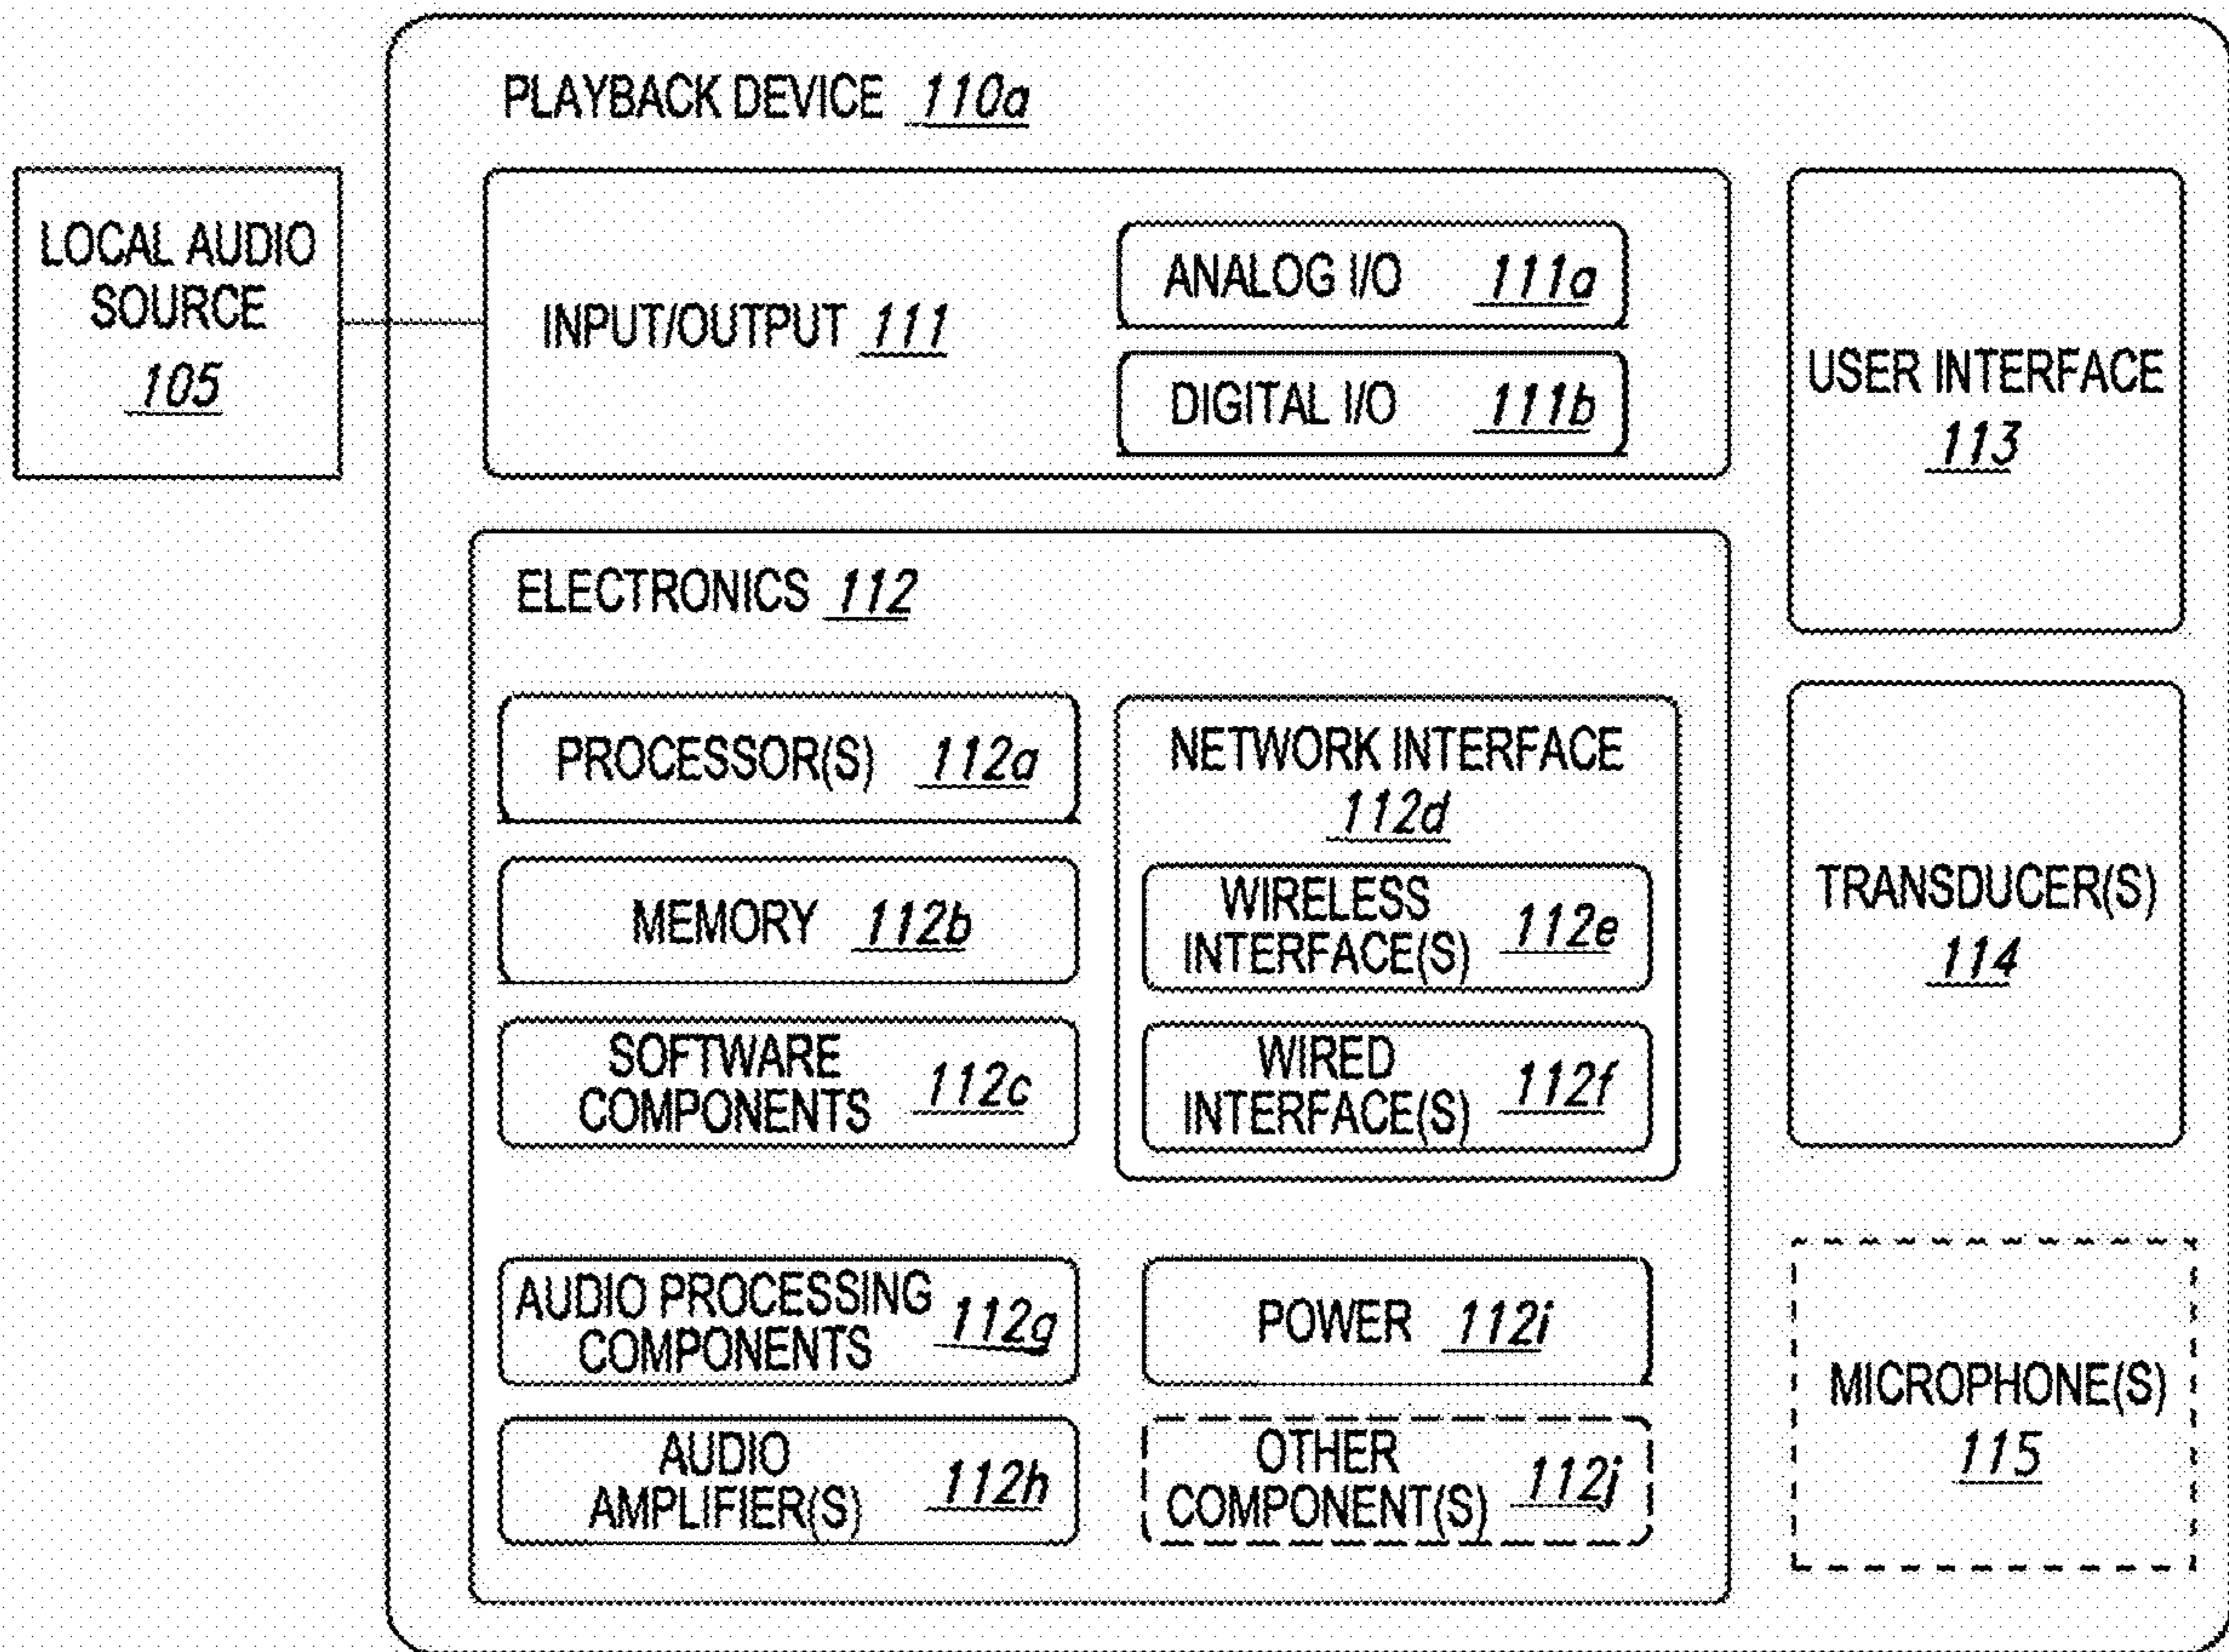 PLAYBACK DEVICE 110a
LOCAL AUDIO
SOURCE
105
INPUT/OUTPUT 111
ANALOG I/O 111a
DIGITAL I/O 111b
USER INTERFACE
113
ELECTRONICS 112
PROCESSOR(S) 112a
MEMORY 112b
SOFTWARE
COMPONENTS 112c
NETWORK INTERFACE
112d
WIRELESS
INTERFACE(S) 112e
WIRED
INTERFACE(S) 112f
TRANSDUCER(S)
114
AUDIO PROCESSING
COMPONENTS 112g
AUDIO
AMPLIFIER(S) 112h
POWER 112i
OTHER
COMPONENT(S) 112j
MICROPHONE(S)
115